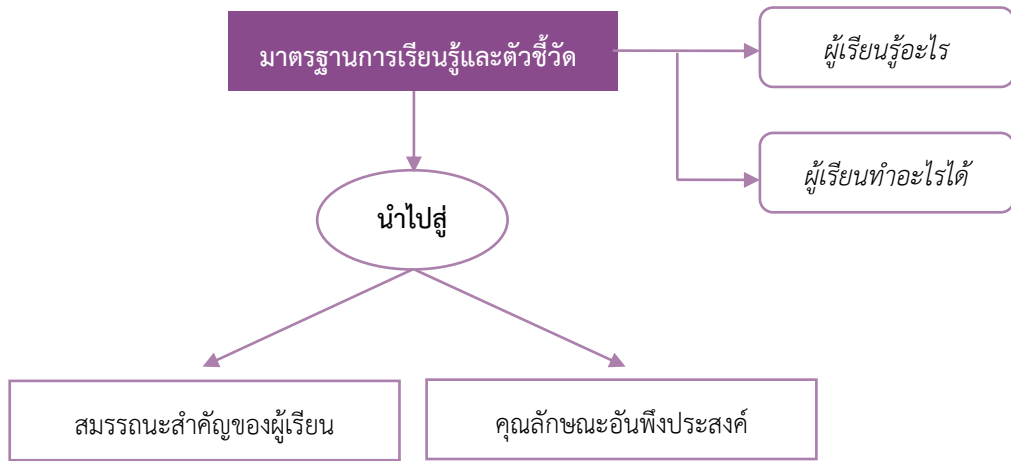 มาตรฐานการเรียนรู้และตัวชี้วัด
ผู้เรียนรู้อะไร
ผู้เรียนทำอะไรได้
นำไปสู่
สมรรถนะสำคัญของผู้เรียน
คุณลักษณะอันพึงประสงค์